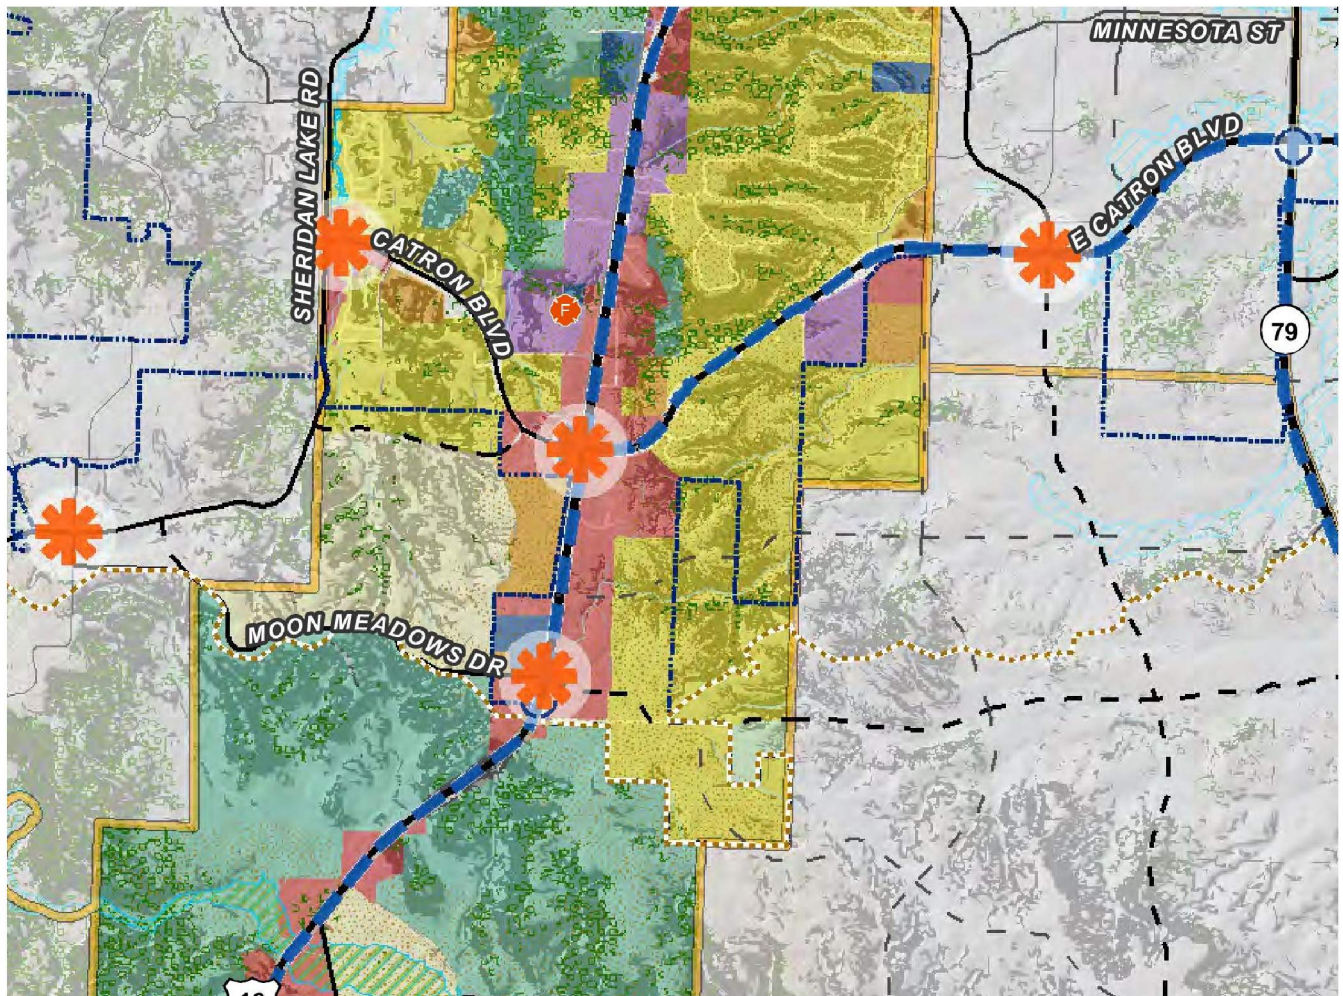 MINNESOTA ST
SHERIDAN LAKE RD
CATRON BLVD
E CATRON BLVD
F
79
MOON MEADOWS DR